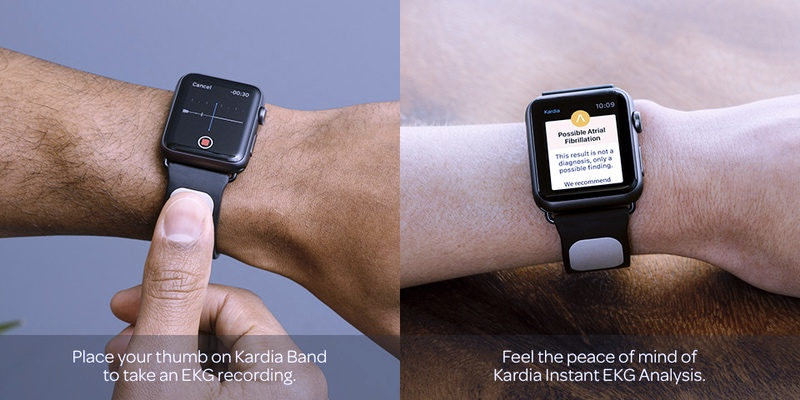 Cancel
-00:30
Place your thumb on Kardia Band
to take an EKG recording.
Kardia
10:09
Possible Atrial
Fibrillation
This result is not a
diagnosis, only a
possible finding.
We recommend
Feel the peace of mind of
Kardia Instant EKG Analysis.